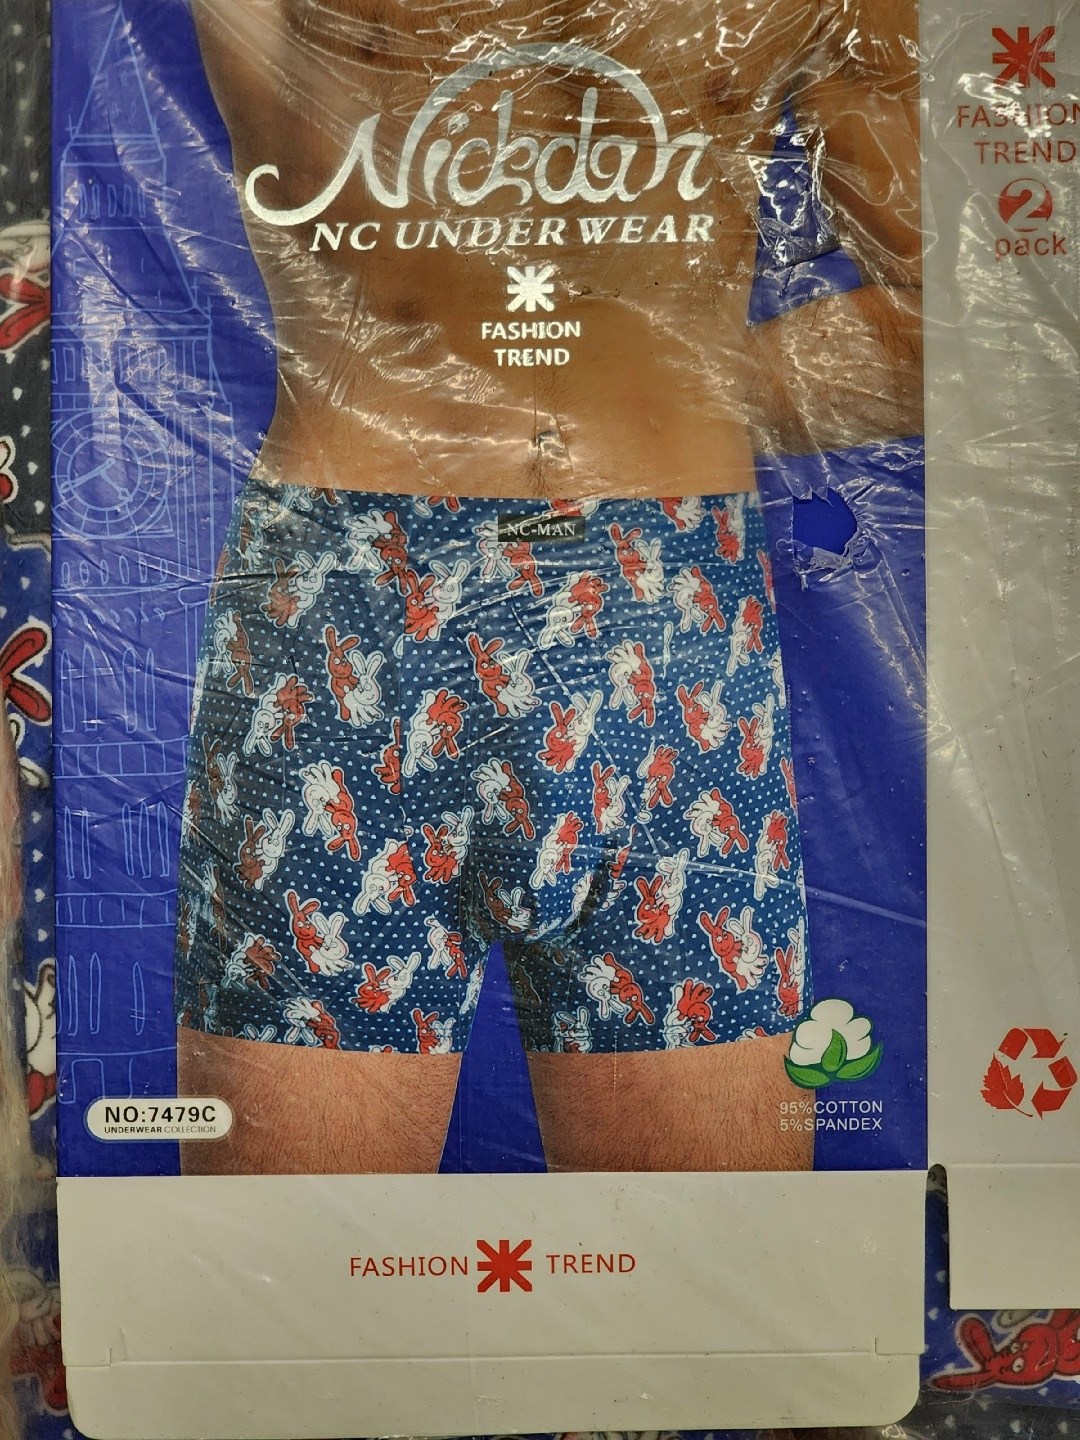 Nickdan
NC UNDERWEAR
FASHION
TREND
NC-MAN
NO:7479C
UNDERWEAR COLLECTION
95%COTTON
5%SPANDEX
FASHION TREND
FASHION
TREND
2
pack